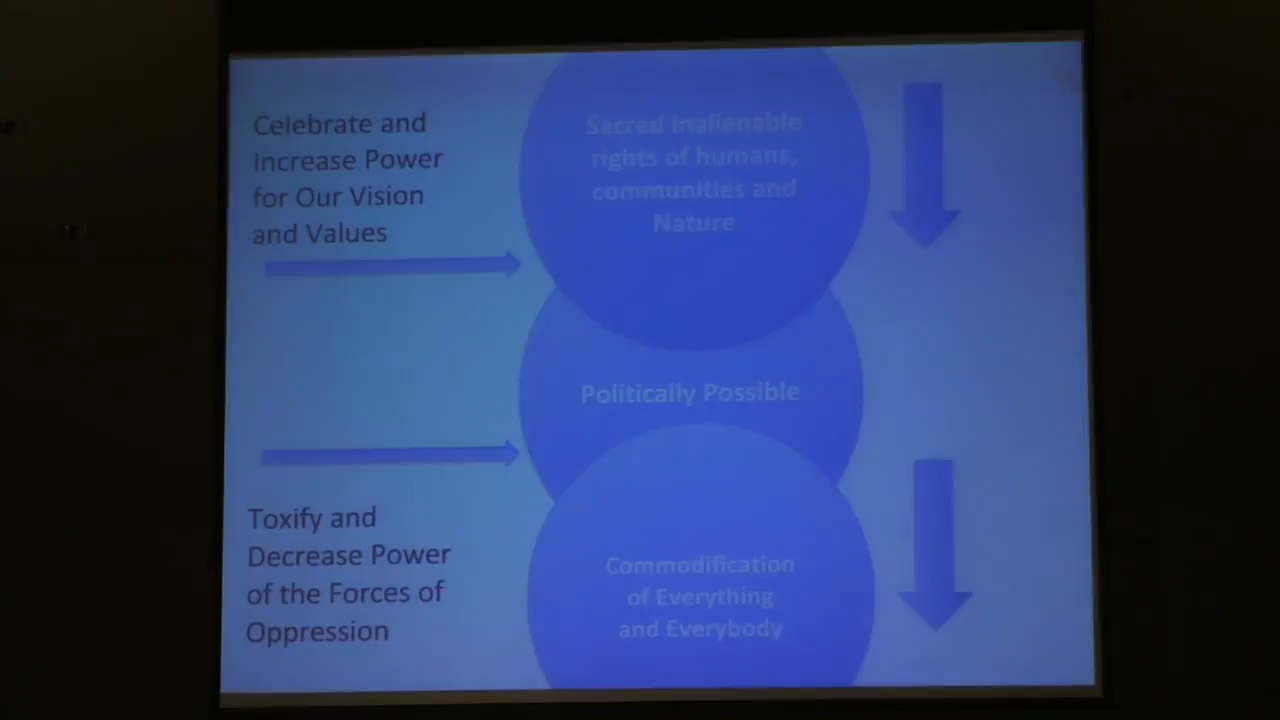 Celebrate and
Increase Power
for Our Vision
and Values
Sacred inalienable
rights of humans,
communities and
Nature
Politically Possible
Toxify and
Decrease Power
of the Forces of
Oppression
Commodification
of Everything
and Everybody